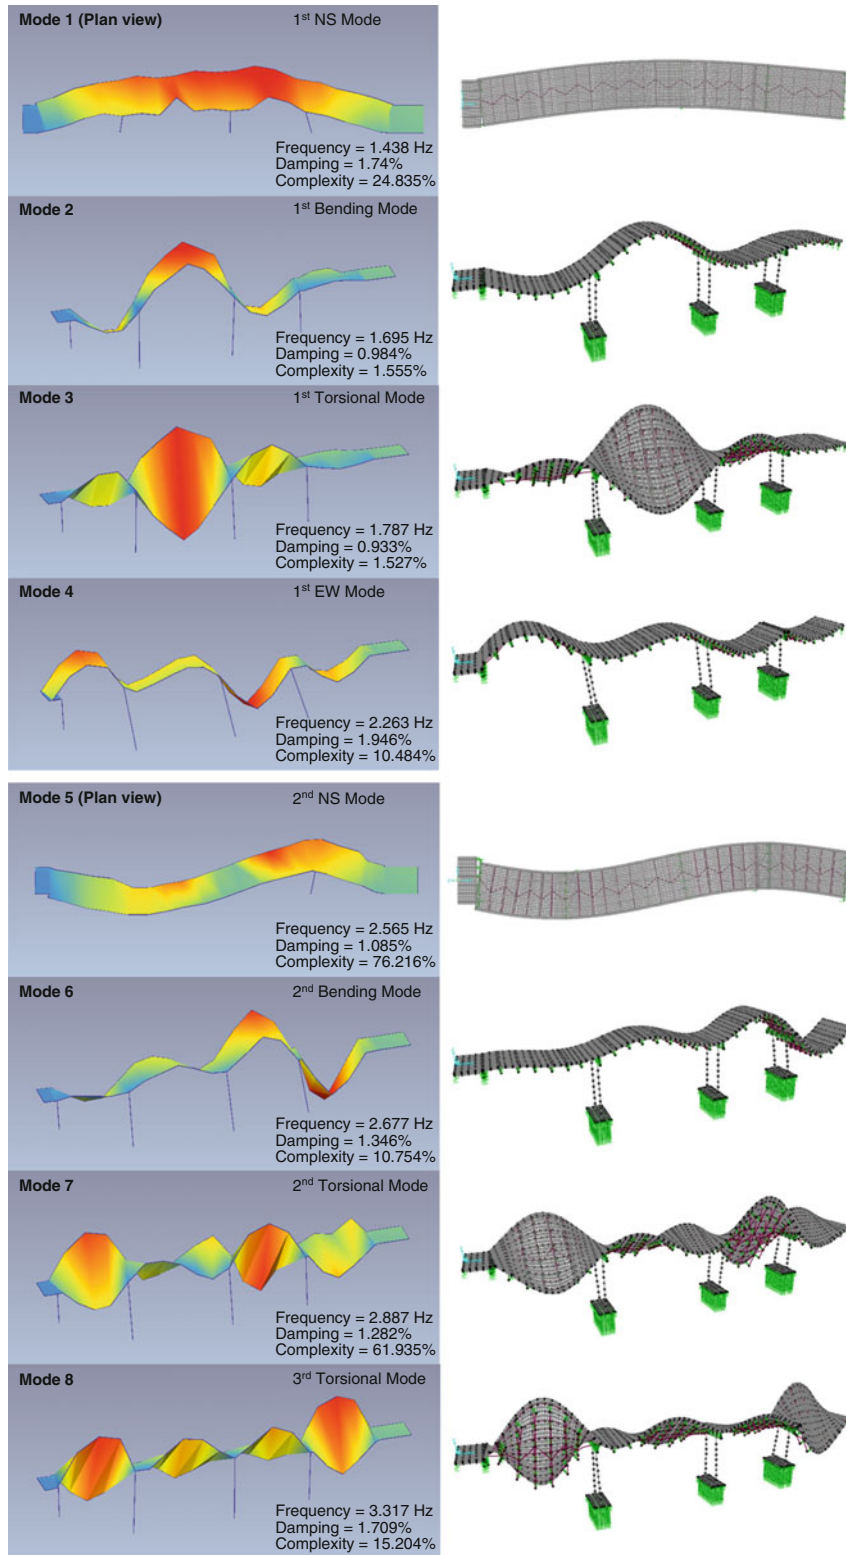 Mode 1 (Plan view) 1st NS Mode
Frequency = 1.438 Hz
Damping = 1.74%
Complexity = 24.835%
Mode 2 1st Bending Mode
Frequency = 1.695 Hz
Damping = 0.984%
Complexity = 1.555%
Mode 3 1st Torsional Mode
Frequency = 1.787 Hz
Damping = 0.933%
Complexity = 1.527%
Mode 4 1st EW Mode
Frequency = 2.263 Hz
Damping = 1.946%
Complexity = 10.484%
Mode 5 (Plan view) 2nd NS Mode
Frequency = 2.565 Hz
Damping = 1.085%
Complexity = 76.216%
Mode 6 2nd Bending Mode
Frequency = 2.677 Hz
Damping = 1.346%
Complexity = 10.754%
Mode 7 2nd Torsional Mode
Frequency = 2.887 Hz
Damping = 1.282%
Complexity = 61.935%
Mode 8 3rd Torsional Mode
Frequency = 3.317 Hz
Damping = 1.709%
Complexity = 15.204%